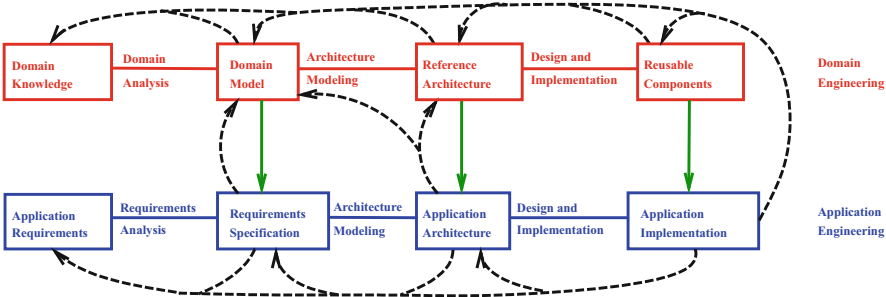 Domain
Knowledge
Domain
Analysis
Domain
Model
Architecture
Modeling
Reference
Architecture
Design and
Implementation
Reusable
Components
Domain
Engineering
Application
Requirements
Requirements
Analysis
Requirements
Specification
Architecture
Modeling
Application
Architecture
Design and
Implementation
Application
Implementation
Application
Engineering